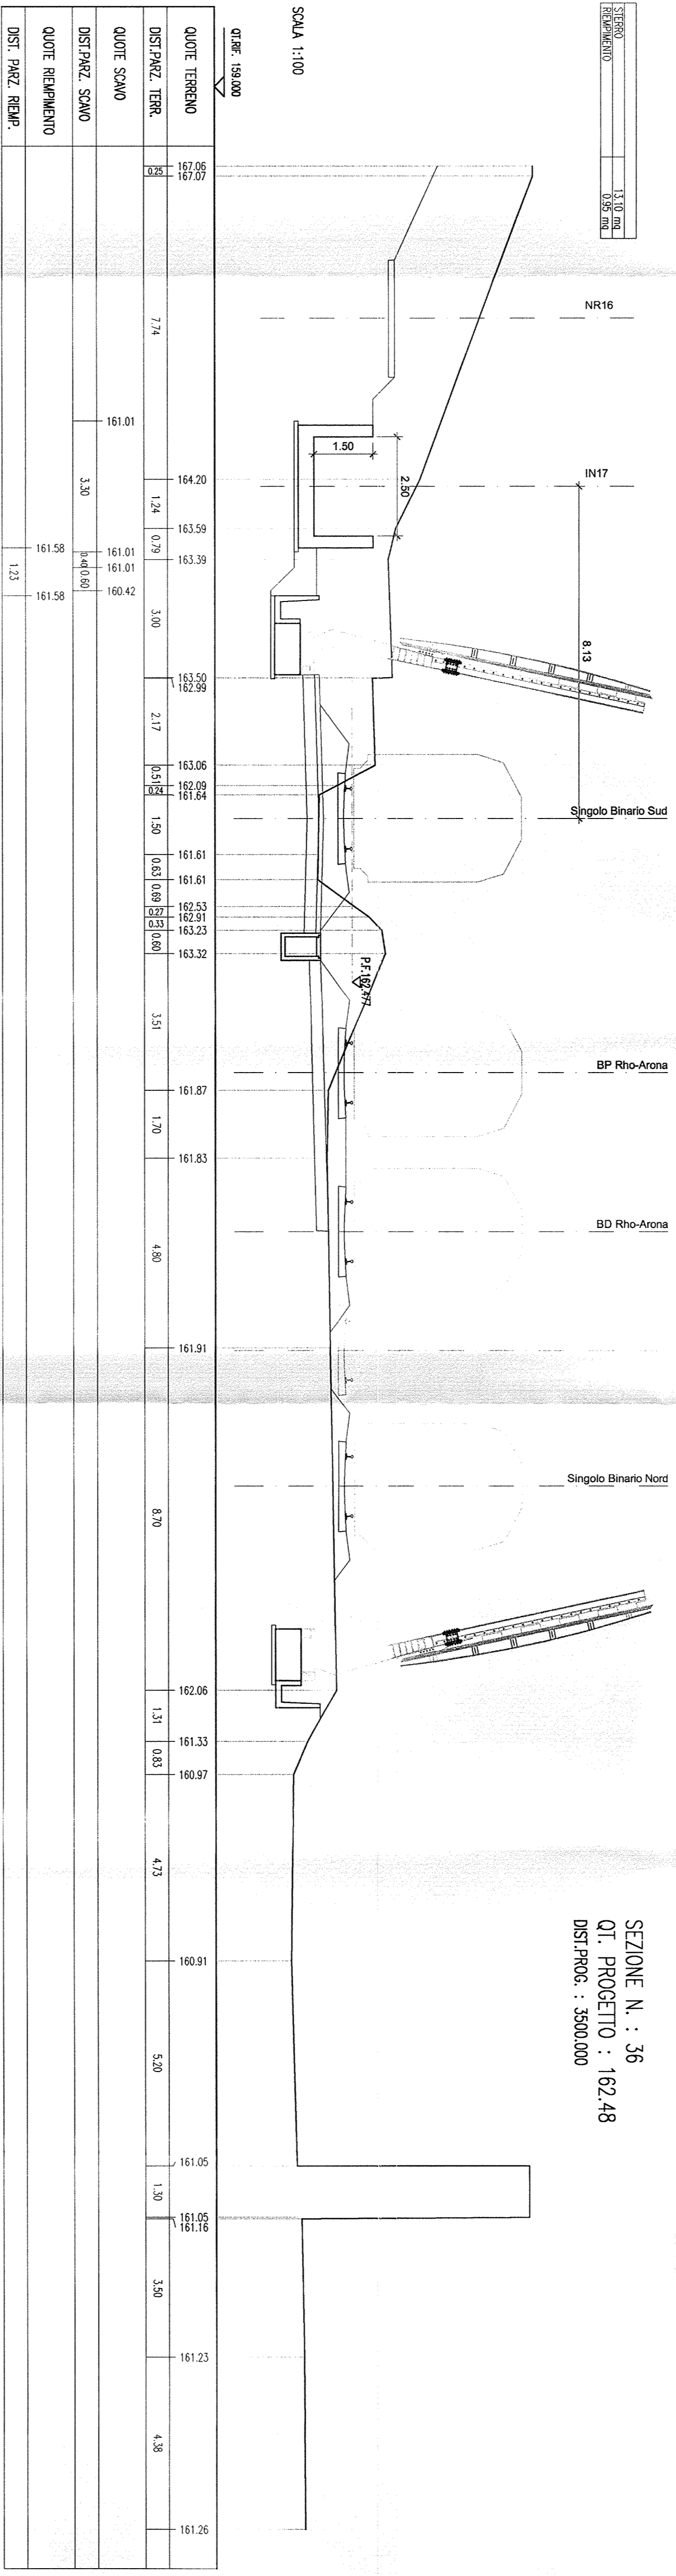 STERRO 13.10 mq
RIEMPIMENTO 0.95 mq
SEZIONE N. : 36
QT. PROGETTO : 162.48
DIST.PROG. : 3500.000
NR16
IN17
Singolo Binario Sud
BP Rho-Arona
BD Rho-Arona
Singolo Binario Nord
8.13
2.50
1.50
P.F.162.477
SCALA 1:100
QT.RIF. 159.000
QUOTE TERRENO 167.06 167.07 164.20 163.59 163.39 163.50 162.99 163.06 162.09 161.64 161.61 161.61 162.53 162.91 163.23 163.32 161.87 161.83 161.91 162.06 161.33 160.97 160.91 161.05 161.05 161.16 161.23 161.26
DIST.PARZ. TERR. 0.25 7.74 1.24 0.79 3.00 2.17 0.51 0.24 1.50 0.63 0.69 0.27 0.33 0.60 3.51 1.70 4.80 8.70 1.31 0.83 4.73 5.20 1.30 3.50 4.38
QUOTE SCAVO 161.01 161.01 161.01 160.42
DIST.PARZ. SCAVO 3.30 0.40 0.60
QUOTE RIEMPIMENTO 161.58 161.58
DIST. PARZ. RIEMP. 1.23